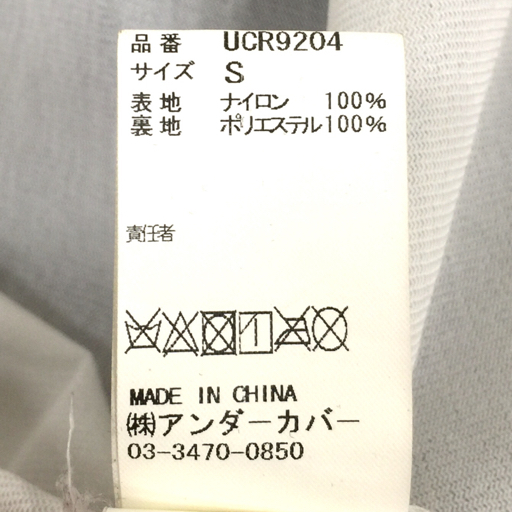 品番 UCR9204
サイズ S
表地 ナイロン 100%
裏地 ポリエステル100%
責任者
MADE IN CHINA
㈱アンダーカバー
03-3470-0850